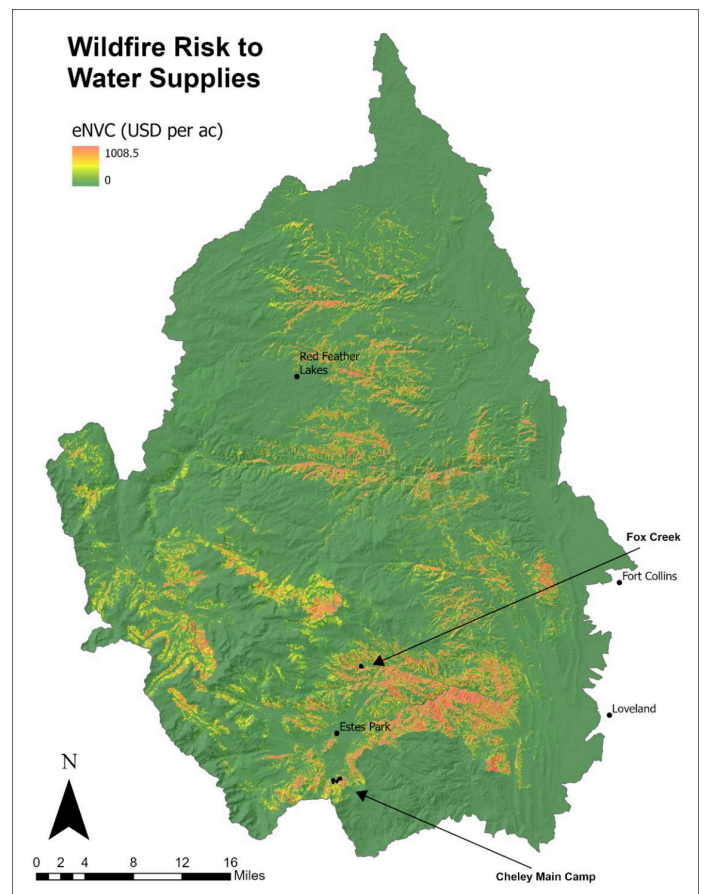 Wildfire Risk to
Water Supplies
eNVC (USD per ac)
1008.5
0
Red Feather
Lakes
Fox Creek
Fort Collins
Loveland
Estes Park
N
0 2 4 8 12 16
Miles
Cheley Main Camp